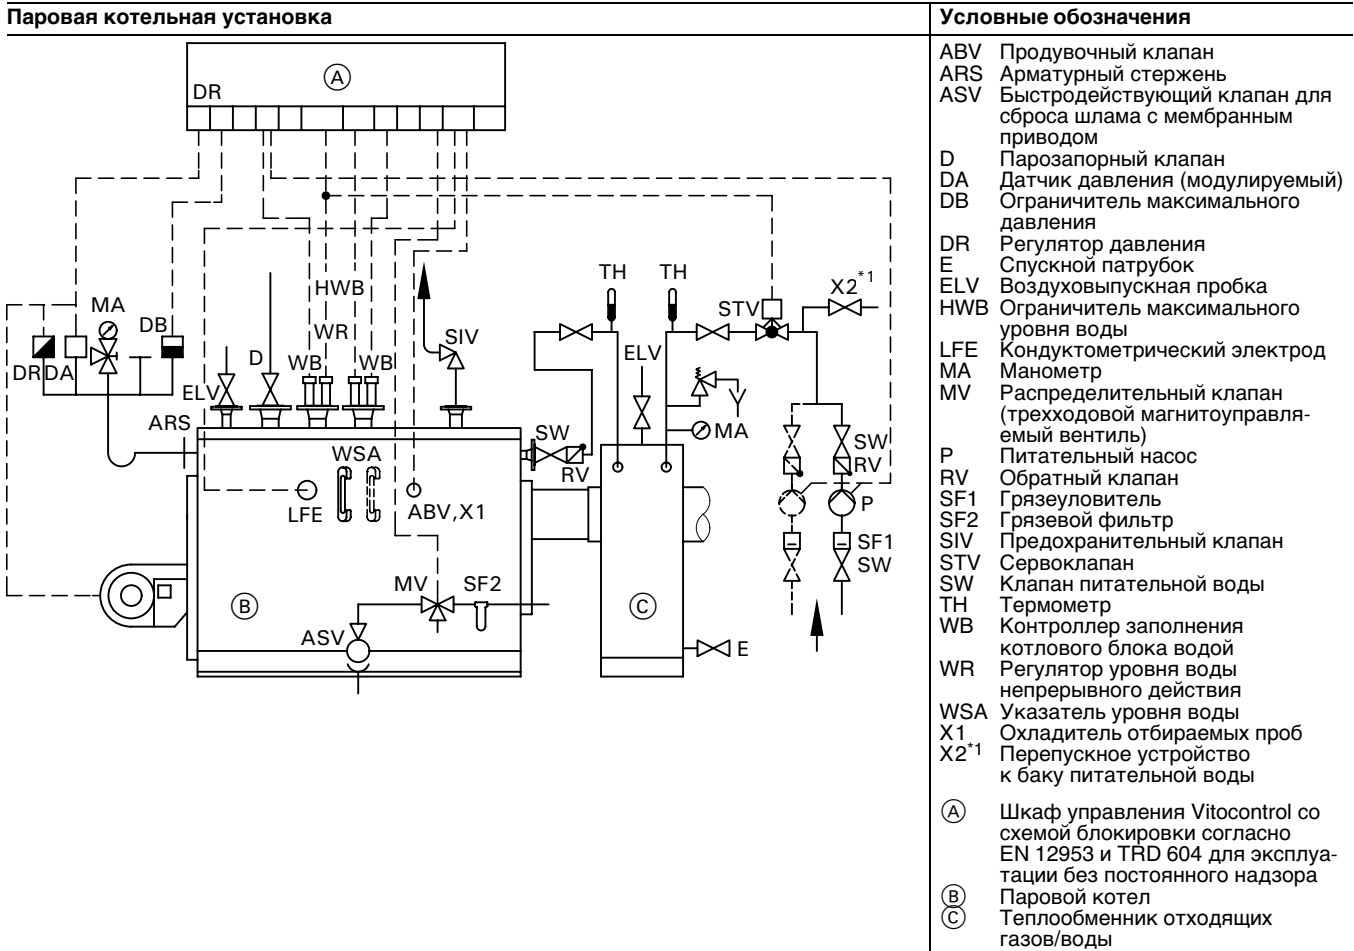 Паровая котельная установка
Условные обозначения
A
DR
MA
DB
DR DA
ELV
D
WB
HWB
WR
WB
SIV
TH
TH
STV
X2*1
ELV
MA
SW
RV
ARS
WSA
LFE
ABV,X1
SW
RV
P
SF1
SW
MV
SF2
ASV
B
C
E
ABV Продувочный клапан
ARS Арматурный стержень
ASV Быстродействующий клапан для
сброса шлама с мембранным
приводом
D Парозапорный клапан
DA Датчик давления (модулируемый)
DB Ограничитель максимального
давления
DR Регулятор давления
E Спускной патрубок
ELV Воздуховыпускная пробка
HWB Ограничитель максимального
уровня воды
LFE Кондуктометрический электрод
MA Манометр
MV Распределительный клапан
(трехходовой магнитоуправля-
емый вентиль)
P Питательный насос
RV Обратный клапан
SF1 Грязеуловитель
SF2 Грязевой фильтр
SIV Предохранительный клапан
STV Сервоклапан
SW Клапан питательной воды
TH Термометр
WB Контроллер заполнения
котлового блока водой
WR Регулятор уровня воды
непрерывного действия
WSA Указатель уровня воды
X1 Охладитель отбираемых проб
X2*1 Перепускное устройство
к баку питательной воды
A Шкаф управления Vitocontrol со
схемой блокировки согласно
EN 12953 и TRD 604 для эксплуа-
тации без постоянного надзора
B Паровой котел
C Теплообменник отходящих
газов/воды